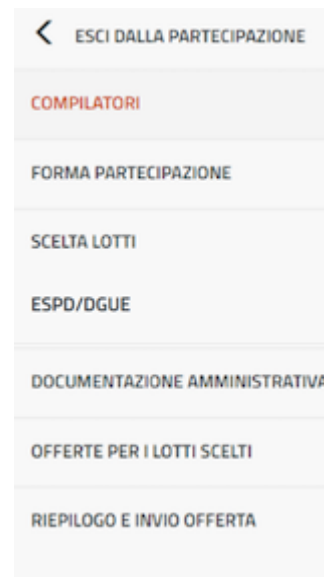 ESCI DALLA PARTECIPAZIONE
COMPILATORI
FORMA PARTECIPAZIONE
SCELTA LOTTI
ESPD/DGUE
DOCUMENTAZIONE AMMINISTRATIVA
OFFERTE PER I LOTTI SCELTI
RIEPILOGO E INVIO OFFERTA